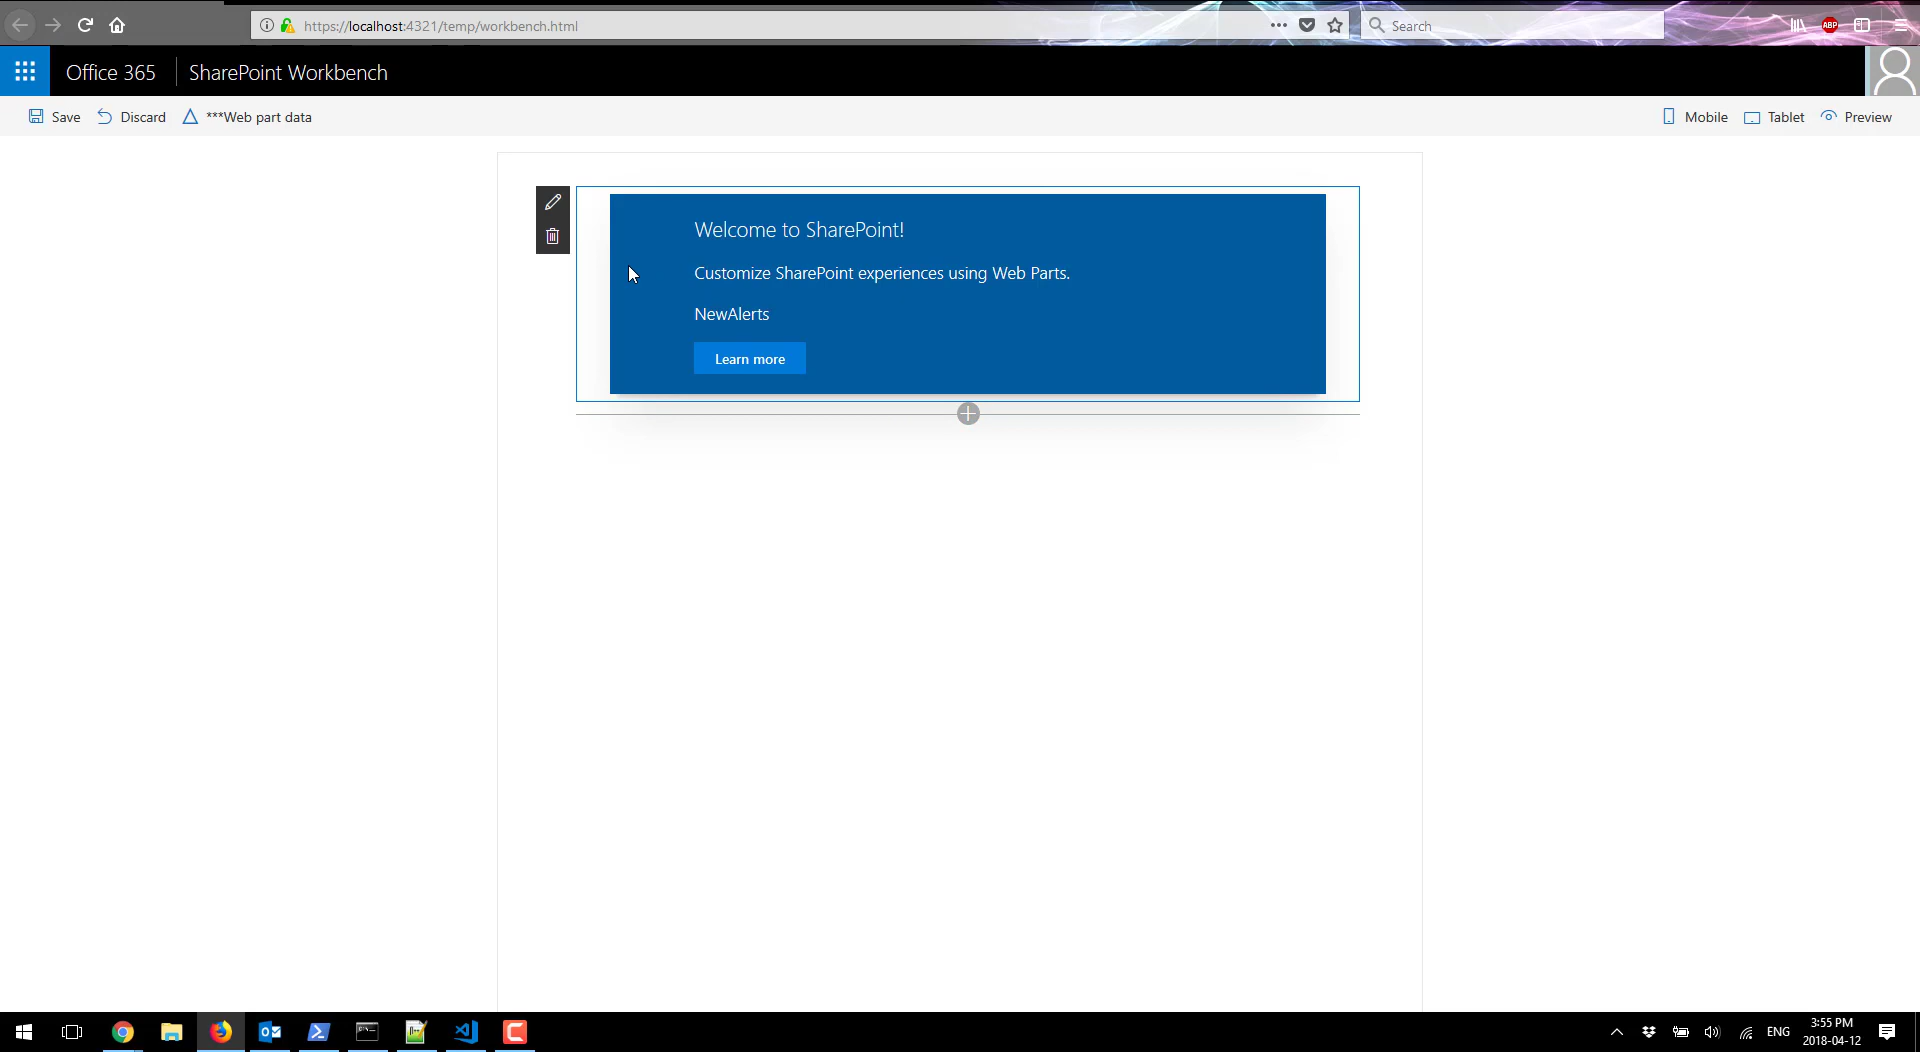 https://localhost:4321/temp/workbench.html
Search
ABP
Office 365
SharePoint Workbench
Save
Discard
***Web part data
Mobile
Tablet
Preview
Welcome to SharePoint!
Customize SharePoint experiences using Web Parts.
NewAlerts
Learn more
ENG
3:55 PM
2018-04-12